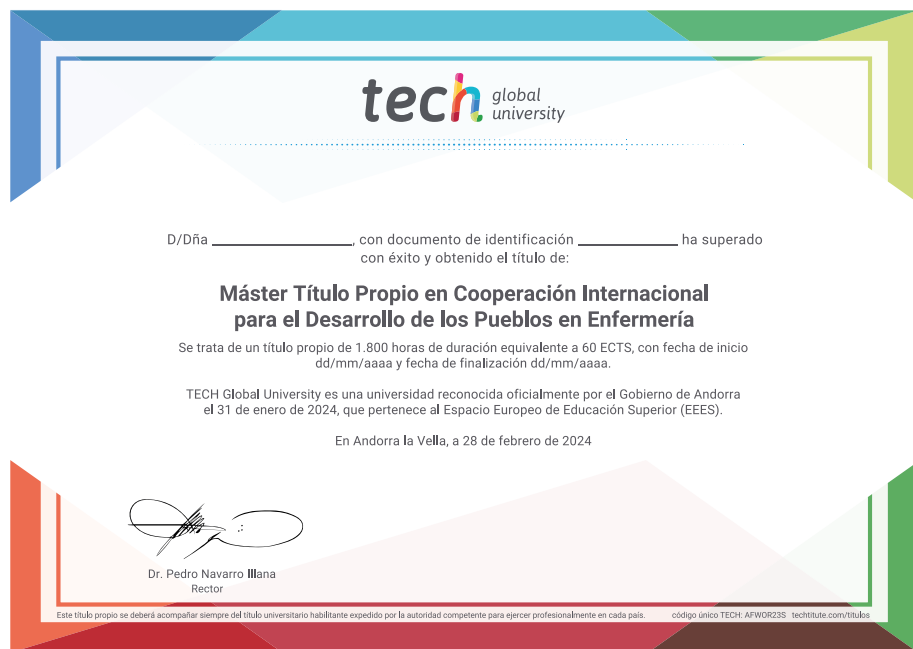 tech global university
D/Dña ____________________, con documento de identificación ______________ ha superado
con éxito y obtenido el título de:
Máster Título Propio en Cooperación Internacional
para el Desarrollo de los Pueblos en Enfermería
Se trata de un título propio de 1.800 horas de duración equivalente a 60 ECTS, con fecha de inicio
dd/mm/aaaa y fecha de finalización dd/mm/aaaa.
TECH Global University es una universidad reconocida oficialmente por el Gobierno de Andorra
el 31 de enero de 2024, que pertenece al Espacio Europeo de Educación Superior (EEES).
En Andorra la Vella, a 28 de febrero de 2024
Dr. Pedro Navarro Illana
Rector
Este título propio se deberá acompañar siempre del título universitario habilitante expedido por la autoridad competente para ejercer profesionalmente en cada país. código único TECH: AFWOR23S techtitute.com/titulos